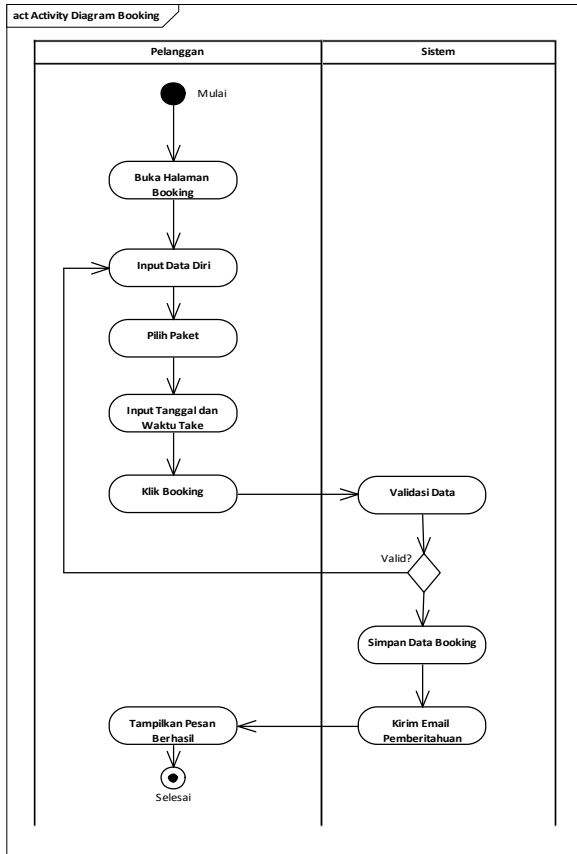 act Activity Diagram Booking
Pelanggan
Sistem
Mulai
Buka Halaman
Booking
Input Data Diri
Pilih Paket
Input Tanggal dan
Waktu Take
Klik Booking
Validasi Data
Valid?
Simpan Data Booking
Tampilkan Pesan
Berhasil
Kirim Email
Pemberitahuan
Selesai